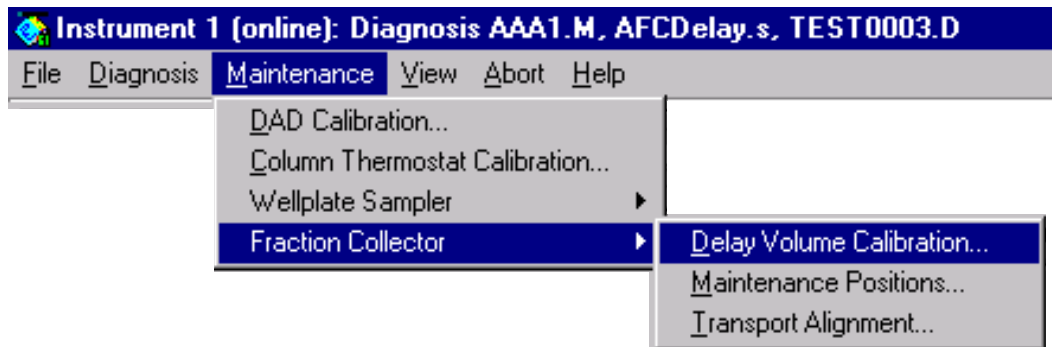 Instrument 1 (online): Diagnosis AAA1.M, AFCDelay.s, TEST0003.D
File Diagnosis Maintenance View Abort Help
DAD Calibration...
Column Thermostat Calibration...
Wellplate Sampler
Fraction Collector
Delay Volume Calibration...
Maintenance Positions...
Transport Alignment...